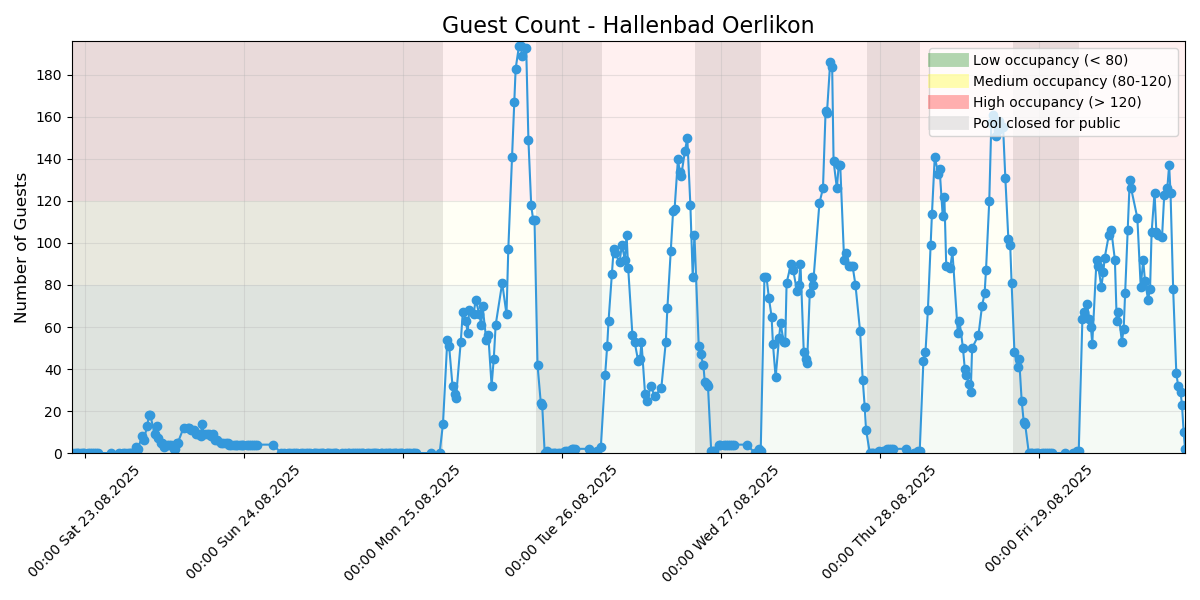 Guest Count - Hallenbad Oerlikon
Number of Guests
180
160
140
120
100
80
60
40
20
0
Low occupancy (< 80)
Medium occupancy (80-120)
High occupancy (> 120)
Pool closed for public
00:00 Sat 23.08.2025
00:00 Sun 24.08.2025
00:00 Mon 25.08.2025
00:00 Tue 26.08.2025
00:00 Wed 27.08.2025
00:00 Thu 28.08.2025
00:00 Fri 29.08.2025